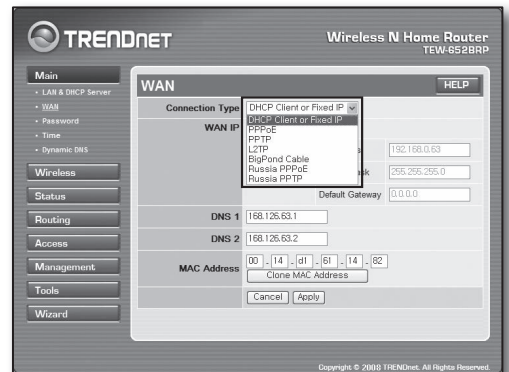 TRENDNET
Wireless N Home Router
TEW-652BRP
Main
• LAN & DHCP Server
• WAN
• Password
• Time
• Dynamic DNS
Wireless
Status
Routing
Access
Management
Tools
Wizard
WAN
HELP
Connection Type DHCP Client or Fixed IP
DHCP Client or Fixed IP
PPPoE
PPTP
L2TP
BigPond Cable
Russia PPPoE
Russia PPTP
WAN IP
192.168.0.63
255.255.255.0
Default Gateway 0.0.0.0
DNS 1 168.126.63.1
DNS 2 168.126.63.2
MAC Address 00 - 14 - d1 - 61 - 14 - 82
Clone MAC Address
Cancel Apply
Copyright © 2008 TRENDnet. All Rights Reserved.